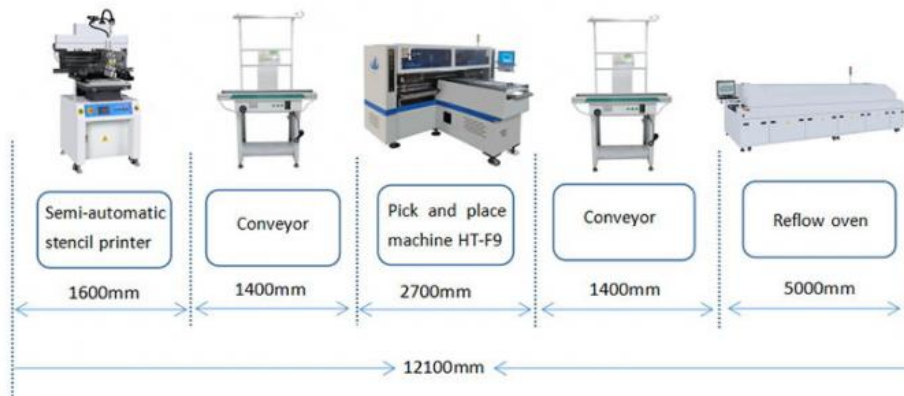 Semi-automatic
stencil printer
Conveyor
Pick and place
machine HT-F9
Conveyor
Reflow oven
1600mm
1400mm
2700mm
1400mm
5000mm
12100mm